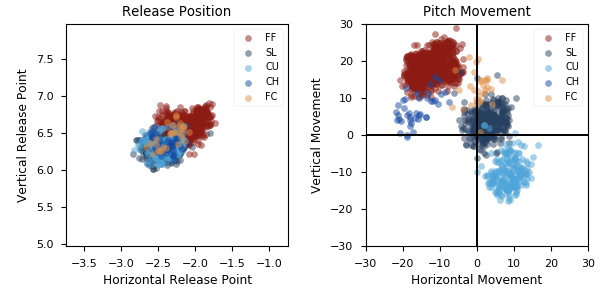 Release Position
Vertical Release Point
7.5
7.0
6.5
6.0
5.5
5.0
−3.5 −3.0 −2.5 −2.0 −1.5 −1.0
Horizontal Release Point
FF
SL
CU
CH
FC
Pitch Movement
Vertical Movement
30
20
10
0
−10
−20
−30
−30 −20 −10 0 10 20 30
Horizontal Movement
FF
SL
CU
CH
FC